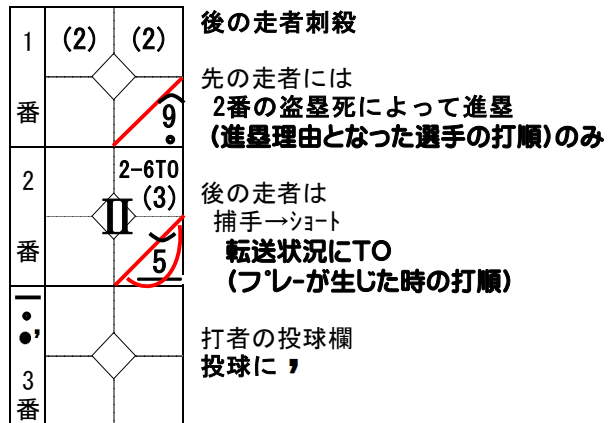 1
番
(2) (2)
9
後の走者刺殺
先の走者には
2番の盗塁死によって進塁
(進塁理由となった選手の打順)のみ
2
番
2-6TO
(3)
II
5
後の走者は
捕手→ショート
転送状況にTO
(プレーが生じた時の打順)
3
番
打者の投球欄
投球に ,